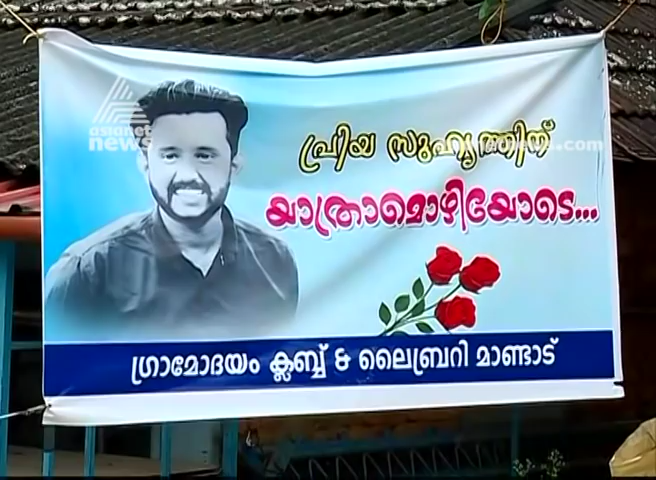 asianet
news
പ്രിയ സുഹൃത്തിന്
യാത്രാമൊഴിയോടെ...
ഗ്രാമോദയം ക്ലബ്ബ് & ലൈബ്രറി മാണ്ടാട്